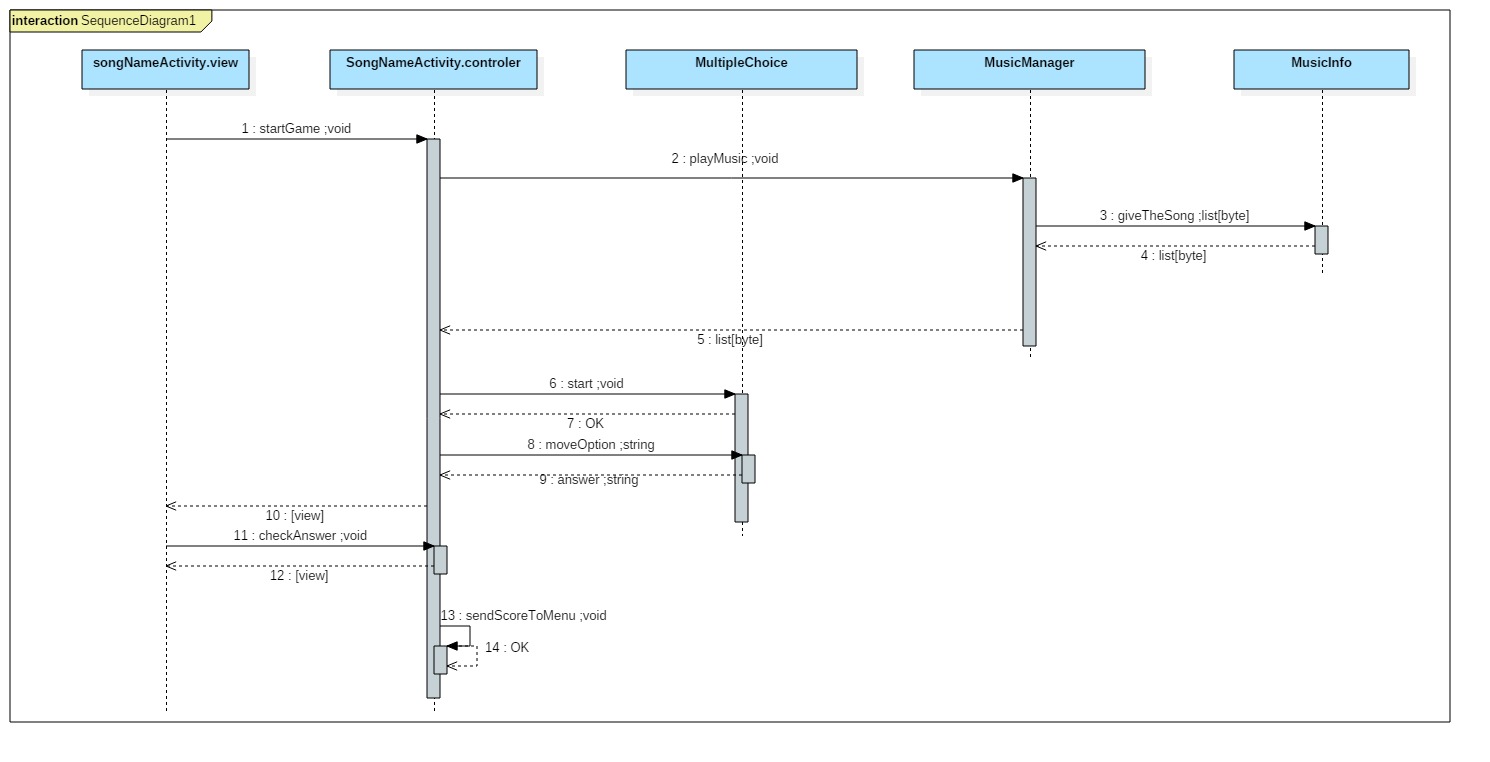 interaction SequenceDiagram1
songNameActivity.view
SongNameActivity.controler
MultipleChoice
MusicManager
MusicInfo
1 : startGame ;void
2 : playMusic ;void
3 : giveTheSong ;list[byte]
4 : list[byte]
5 : list[byte]
6 : start ;void
7 : OK
8 : moveOption ;string
9 : answer ;string
10 : [view]
11 : checkAnswer ;void
12 : [view]
13 : sendScoreToMenu ;void
14 : OK